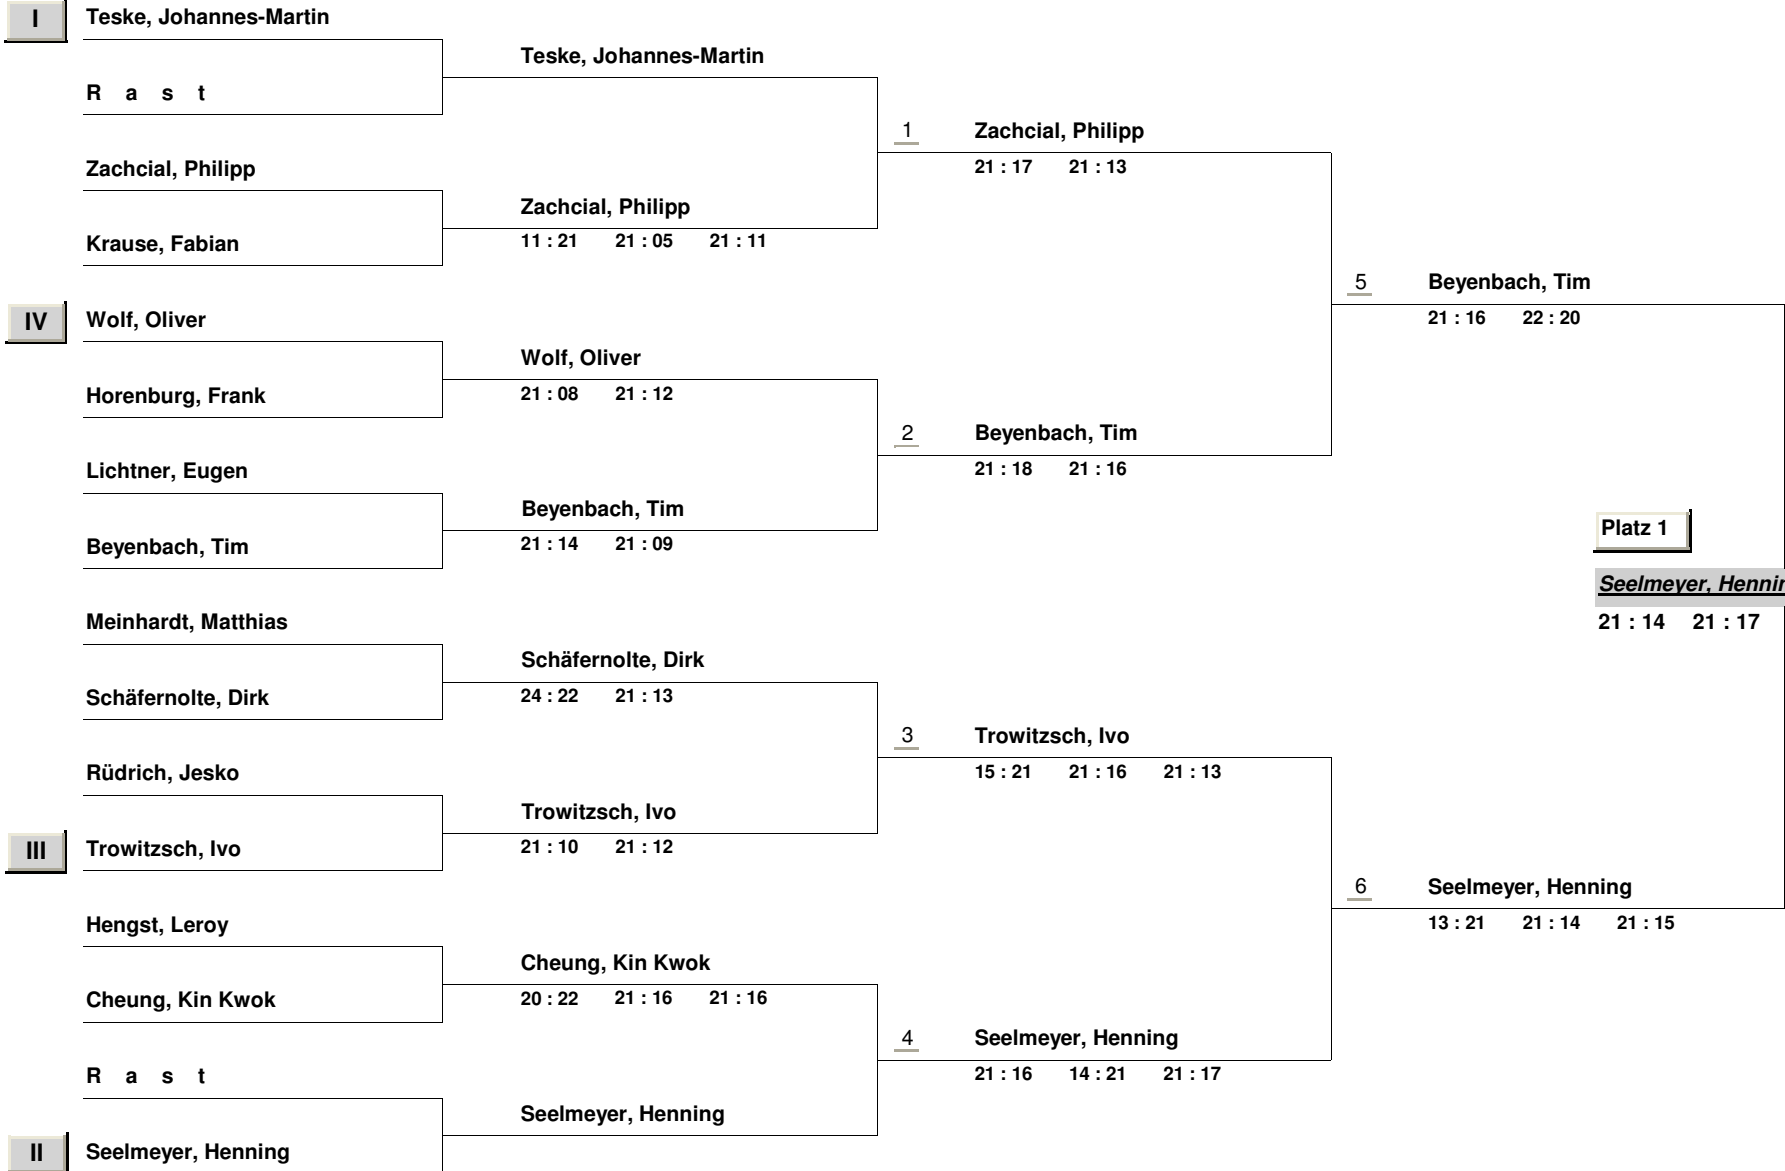 I Teske, Johannes-Martin
Teske, Johannes-Martin
R a s t
1 Zachcial, Philipp
21 : 17 21 : 13
Zachcial, Philipp
Zachcial, Philipp
11 : 21 21 : 05 21 : 11
Krause, Fabian
5 Beyenbach, Tim
21 : 16 22 : 20
IV Wolf, Oliver
Wolf, Oliver
21 : 08 21 : 12
Horenburg, Frank
2 Beyenbach, Tim
21 : 18 21 : 16
Lichtner, Eugen
Beyenbach, Tim
21 : 14 21 : 09
Beyenbach, Tim
Platz 1
Seelmeyer, Hennin
21 : 14 21 : 17
Meinhardt, Matthias
Schäfernolte, Dirk
24 : 22 21 : 13
Schäfernolte, Dirk
3 Trowitzsch, Ivo
15 : 21 21 : 16 21 : 13
Rüdrich, Jesko
Trowitzsch, Ivo
21 : 10 21 : 12
III Trowitzsch, Ivo
6 Seelmeyer, Henning
13 : 21 21 : 14 21 : 15
Hengst, Leroy
Cheung, Kin Kwok
20 : 22 21 : 16 21 : 16
Cheung, Kin Kwok
4 Seelmeyer, Henning
21 : 16 14 : 21 21 : 17
R a s t
Seelmeyer, Henning
II Seelmeyer, Henning